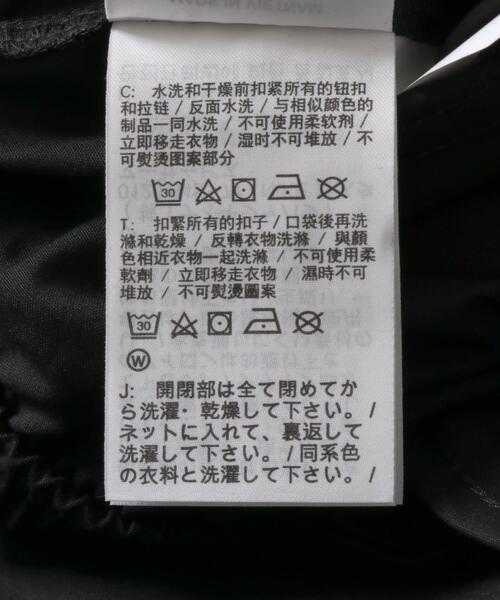 MADE IN VIETNAM
C: 水洗和干燥前扣紧所有的钮扣
和拉链 / 反面水洗 / 与相似颜色的
制品一同水洗 / 不可使用柔软剂 /
立即移走衣物 / 湿时不可堆放 / 不
可熨烫图案部分
30
T: 扣緊所有的扣子 / 口袋後再洗
滌和乾燥 / 反轉衣物洗滌 / 與顏
色相近衣物一起洗滌 / 不可使用柔
軟劑 / 立即移走衣物 / 濕時不可
堆放 / 不可熨燙圖案
30
W
J: 開閉部は全て閉めてか
ら洗濯・乾燥して下さい。/
ネットに入れて、裏返して
洗濯して下さい。/ 同系色
の衣料と洗濯して下さい。/